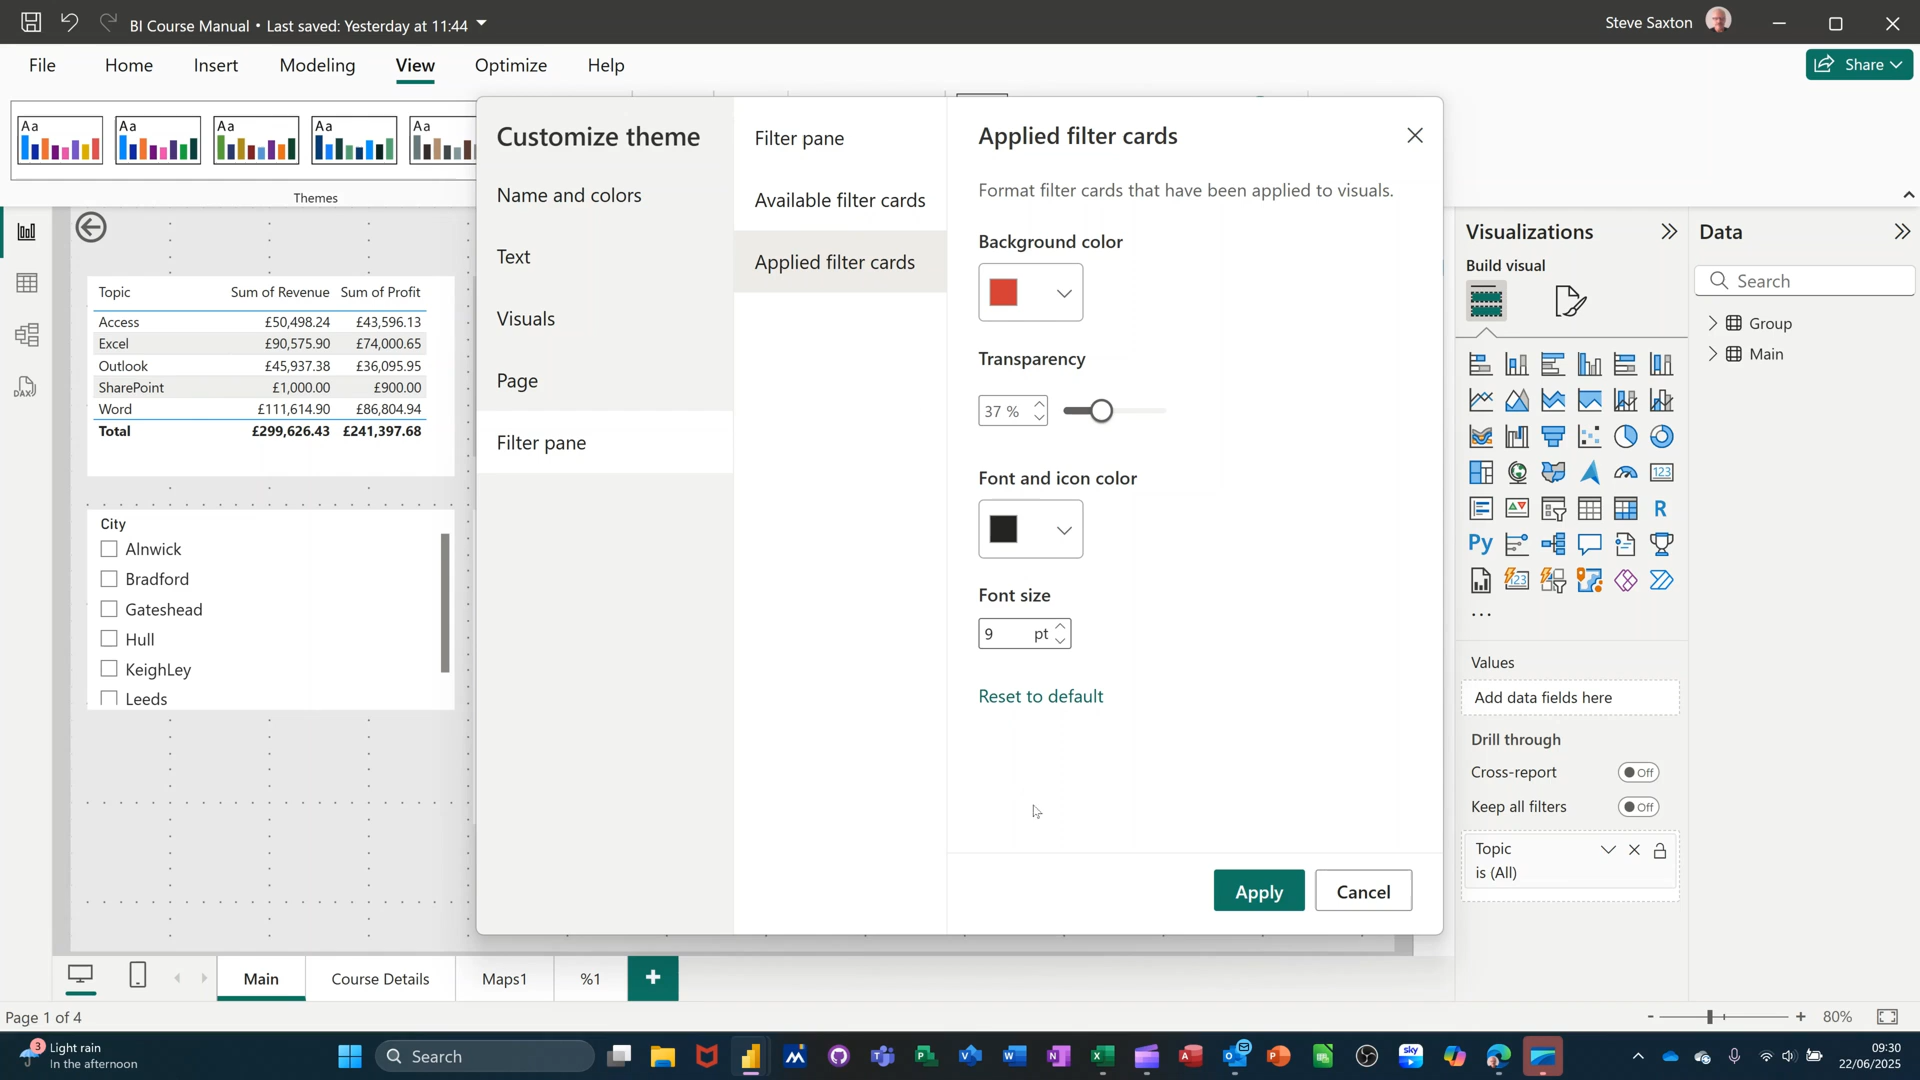 BI Course Manual • Last saved: Yesterday at 11:44
Steve Saxton
File Home Insert Modeling View Optimize Help
Share
Aa Aa Aa Aa Aa
Themes
Customize theme
Name and colors
Text
Visuals
Page
Filter pane
Filter pane
Available filter cards
Applied filter cards
Applied filter cards
Format filter cards that have been applied to visuals.
Background color
Transparency
37 %
Font and icon color
Font size
9 pt
Reset to default
Apply Cancel
DAX
Topic Sum of Revenue Sum of Profit
Access £50,498.24 £43,596.13
Excel £90,575.90 £74,000.65
Outlook £45,937.38 £36,095.95
SharePoint £1,000.00 £900.00
Word £111,614.90 £86,804.94
Total £299,626.43 £241,397.68
City
Alnwick
Bradford
Gateshead
Hull
KeighLey
Leeds
Visualizations
Build visual
123
R
Py
123
...
Values
Add data fields here
Drill through
Cross-report Off
Keep all filters Off
Topic
is (All)
Data
Search
Group
Main
Main Course Details Maps1 %1 +
Page 1 of 4
- + 80%
3
Light rain
In the afternoon
Search
sky
09:30
22/06/2025